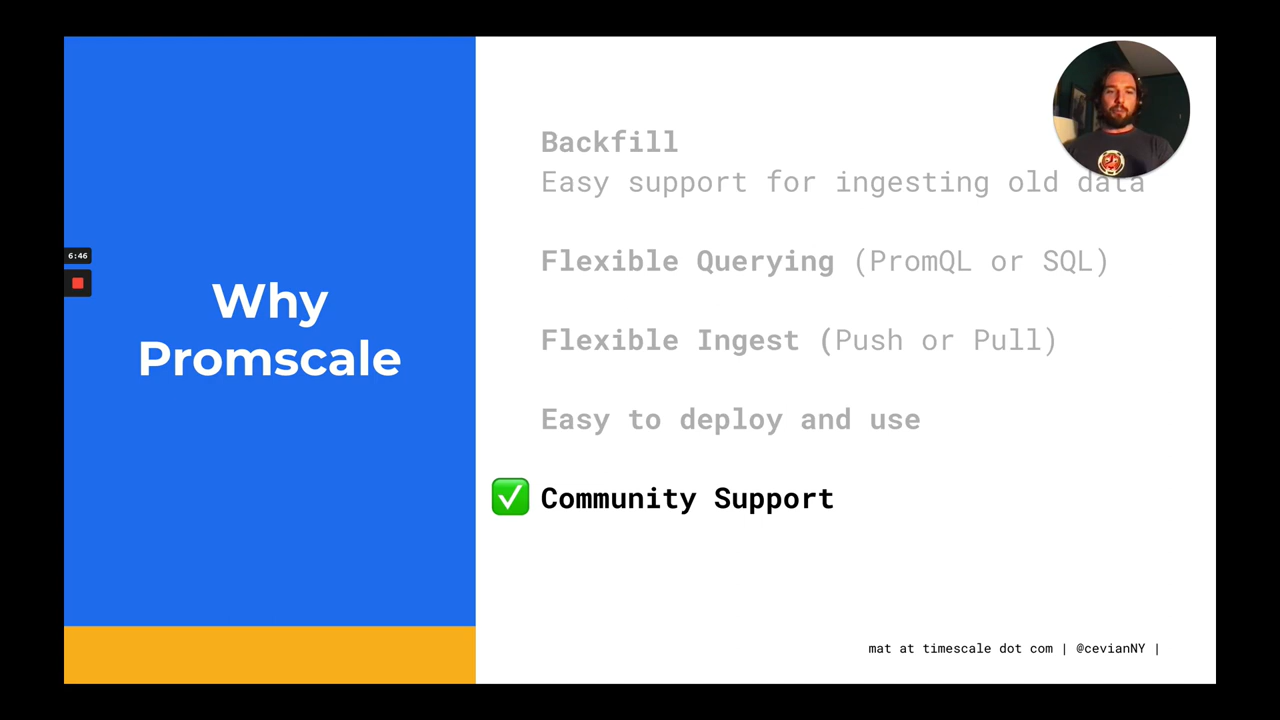 Why
Promscale
6:46
Backfill
Easy support for ingesting old data
Flexible Querying (PromQL or SQL)
Flexible Ingest (Push or Pull)
Easy to deploy and use
Community Support
mat at timescale dot com | @cevianNY |